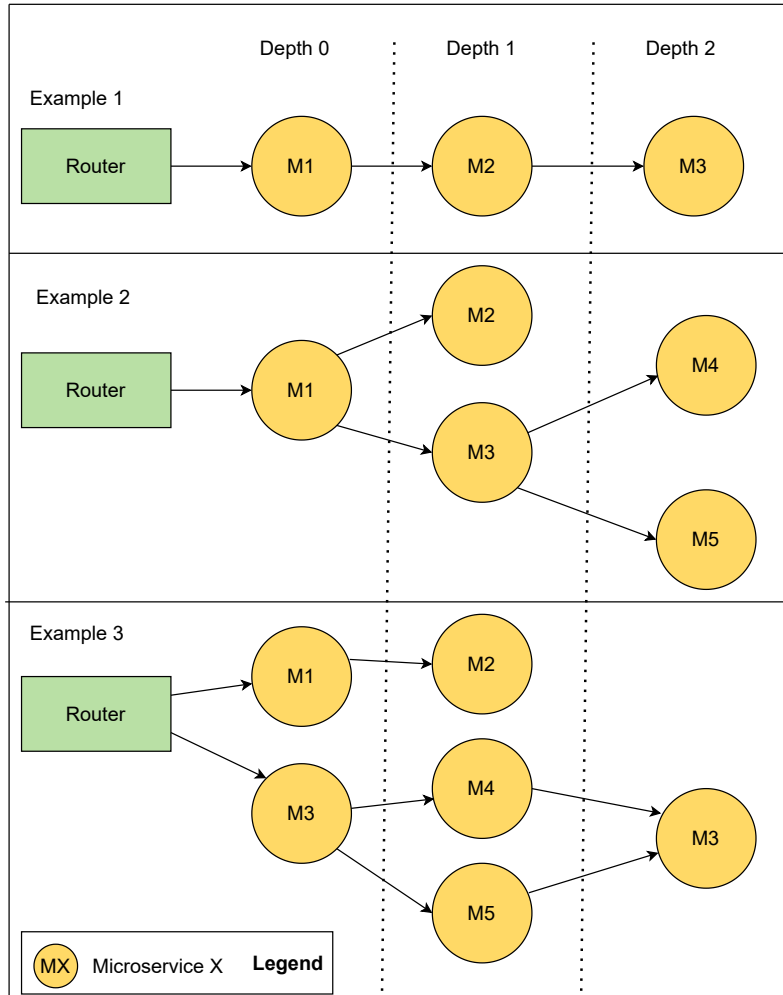 Depth 0 Depth 1 Depth 2
Example 1
Router M1 M2 M3
Example 2
M2
Router M1 M4
M3
M5
Example 3
M1 M2
Router
M4
M3 M3
M5
MX Microservice X Legend